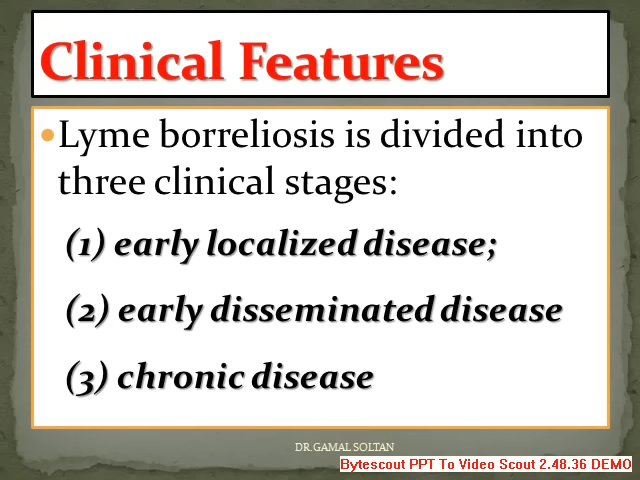 Clinical Features
Lyme borreliosis is divided into
three clinical stages:
(1) early localized disease;
(2) early disseminated disease
(3) chronic disease
DR.GAMAL SOLTAN
Bytescout PPT To Video Scout 2.48.36 DEMO